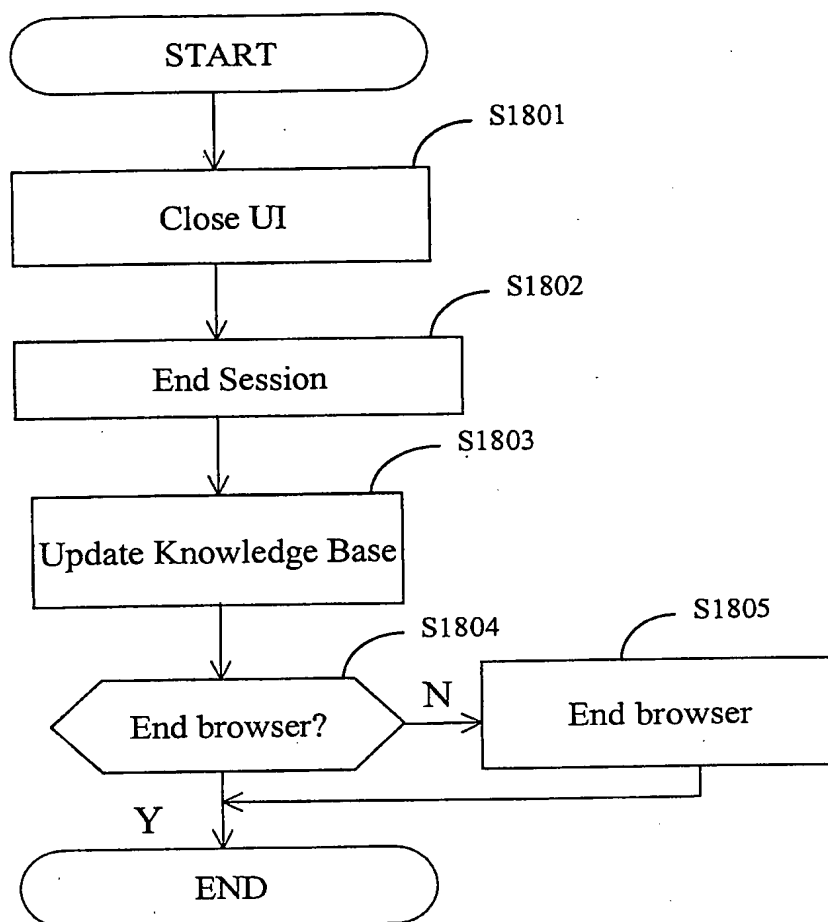 START
S1801
Close UI
S1802
End Session
S1803
Update Knowledge Base
S1804
S1805
End browser?
N
End browser
Y
END